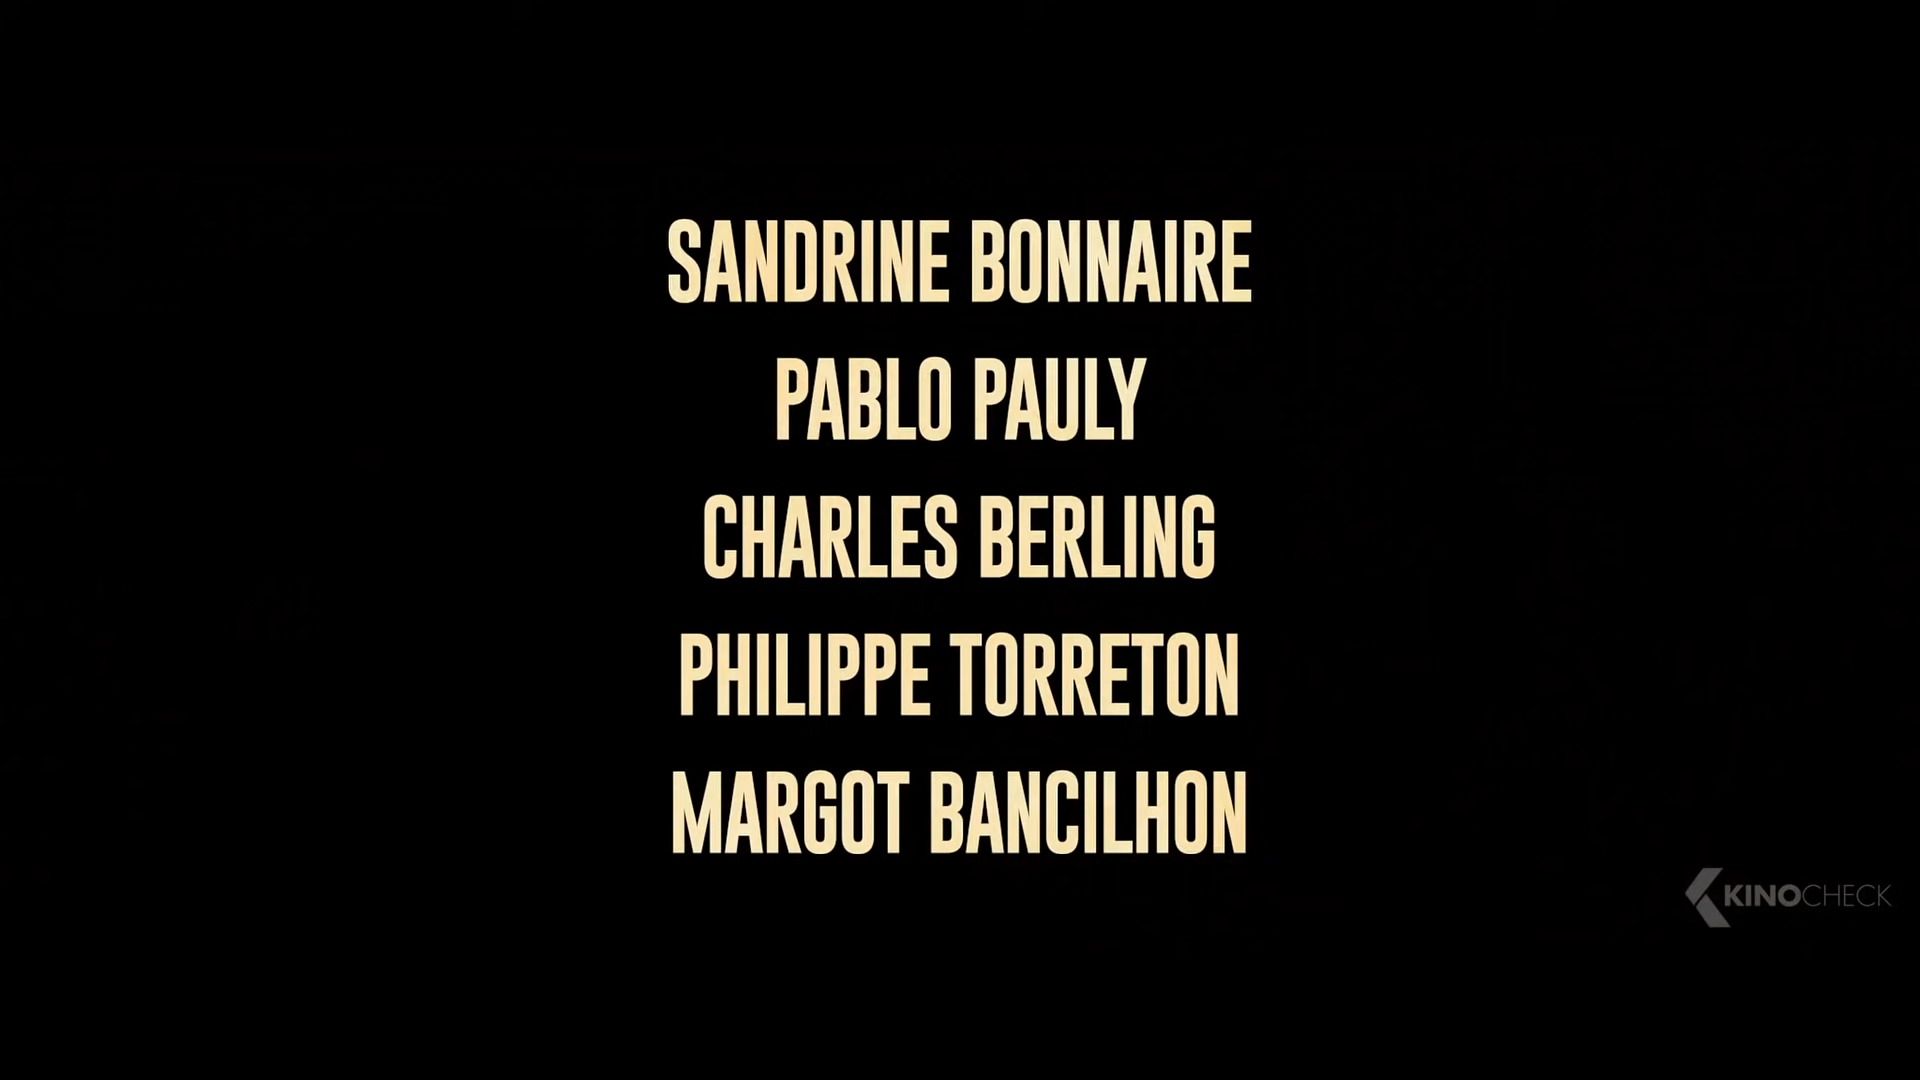 SANDRINE BONNAIRE
PABLO PAULY
CHARLES BERLING
PHILIPPE TORRETON
MARGOT BANCILHON
KINOCHECK